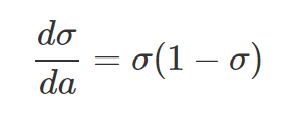 dσ/da = σ(1 − σ)